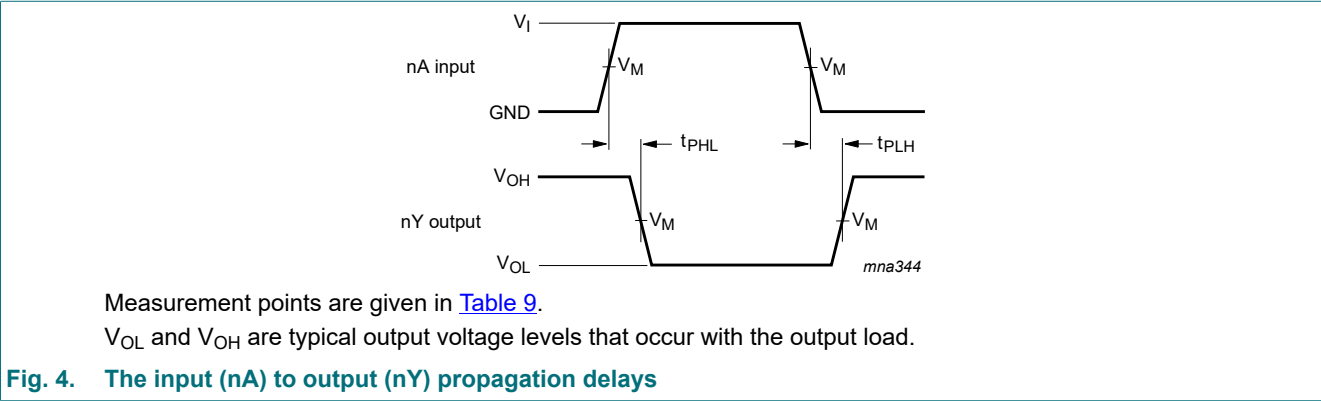 VI
nA input
VM
VM
GND
tPHL
tPLH
VOH
nY output
VM
VM
VOL
mna344
Measurement points are given in Table 9.
VOL and VOH are typical output voltage levels that occur with the output load.
Fig. 4. The input (nA) to output (nY) propagation delays